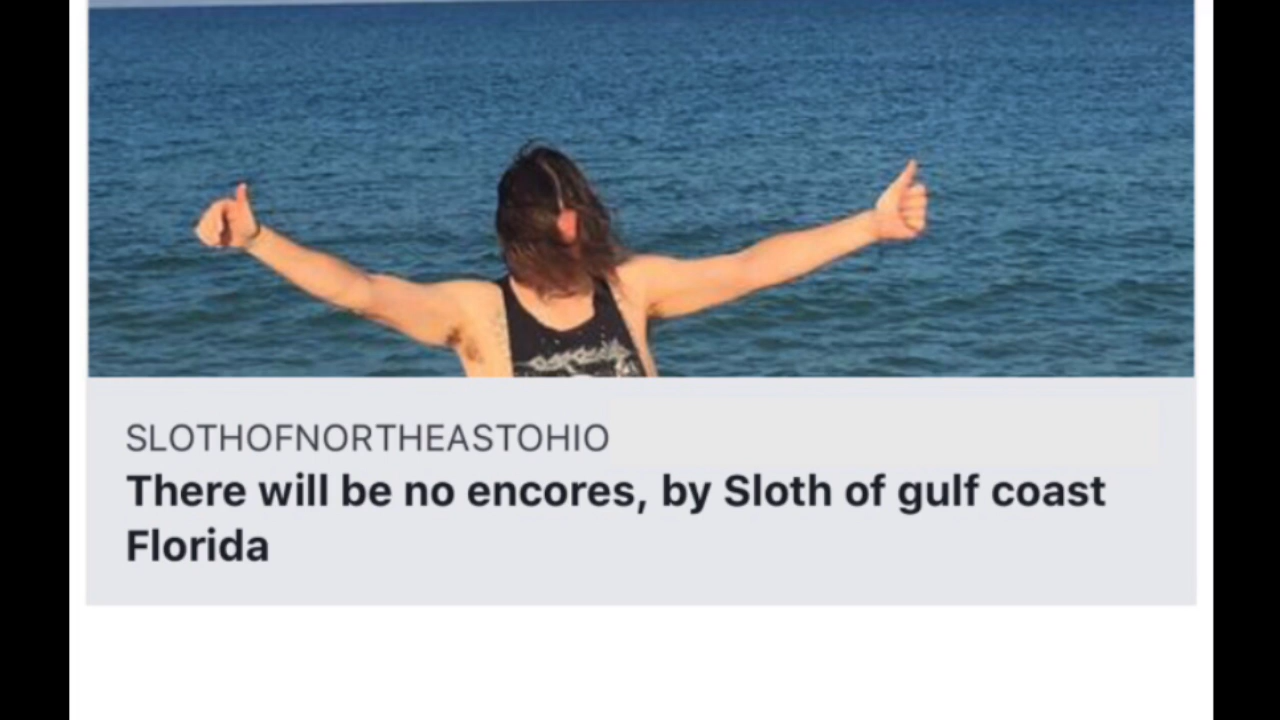 SLOTHOFNORTHEASTOHIO
There will be no encores, by Sloth of gulf coast
Florida